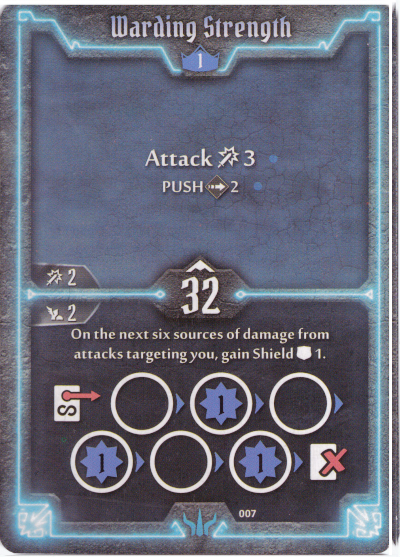 Warding Strength
1
Attack 3
PUSH 2
2
32
2
On the next six sources of damage from
attacks targeting you, gain Shield 1.
S 1
1 1
007